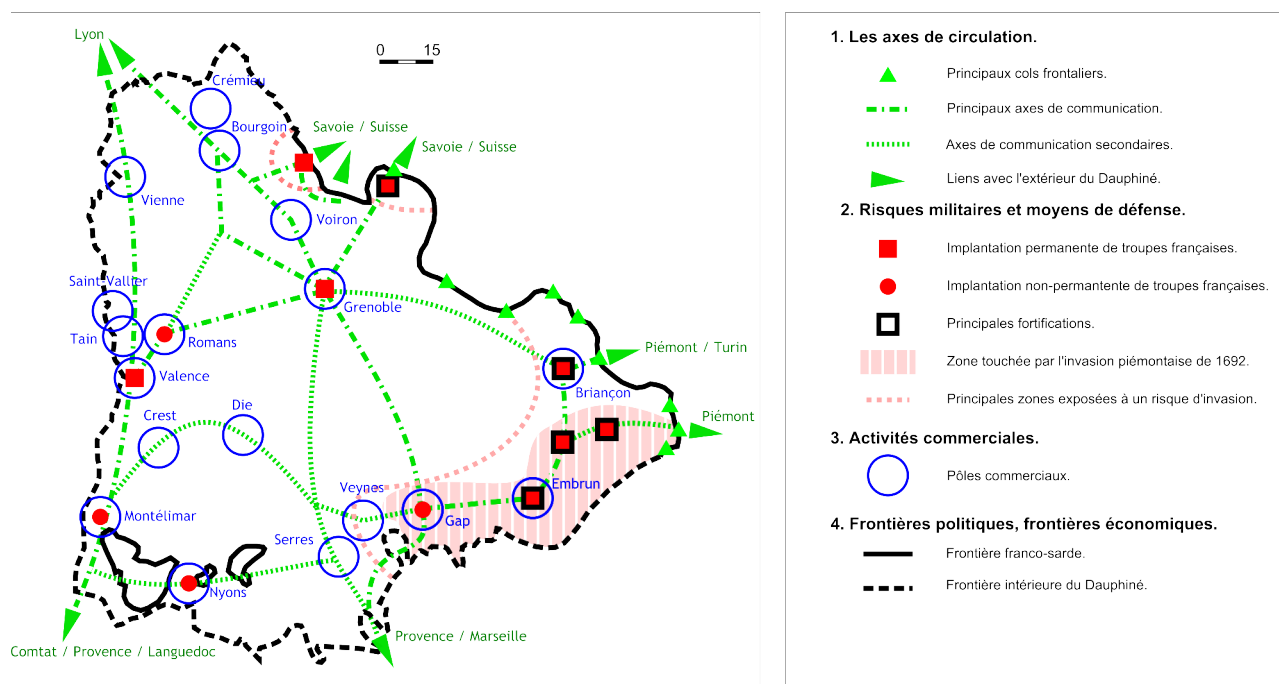 Lyon
0 15
Crémieu
Bourgoin
Savoie / Suisse
Savoie / Suisse
Vienne
Voiron
Saint-Vallier
Grenoble
Tain
Romans
Piémont / Turin
Valence
Briançon
Crest
Die
Piémont
Veynes
Embrun
Montélimar
Gap
Serres
Nyons
Provence / Marseille
Comtat / Provence / Languedoc
1. Les axes de circulation.
Principaux cols frontaliers.
Principaux axes de communication.
Axes de communication secondaires.
Liens avec l'extérieur du Dauphiné.
2. Risques militaires et moyens de défense.
Implantation permanente de troupes françaises.
Implantation non-permantente de troupes françaises.
Principales fortifications.
Zone touchée par l'invasion piémontaise de 1692.
Principales zones exposées à un risque d'invasion.
3. Activités commerciales.
Pôles commerciaux.
4. Frontières politiques, frontières économiques.
Frontière franco-sarde.
Frontière intérieure du Dauphiné.